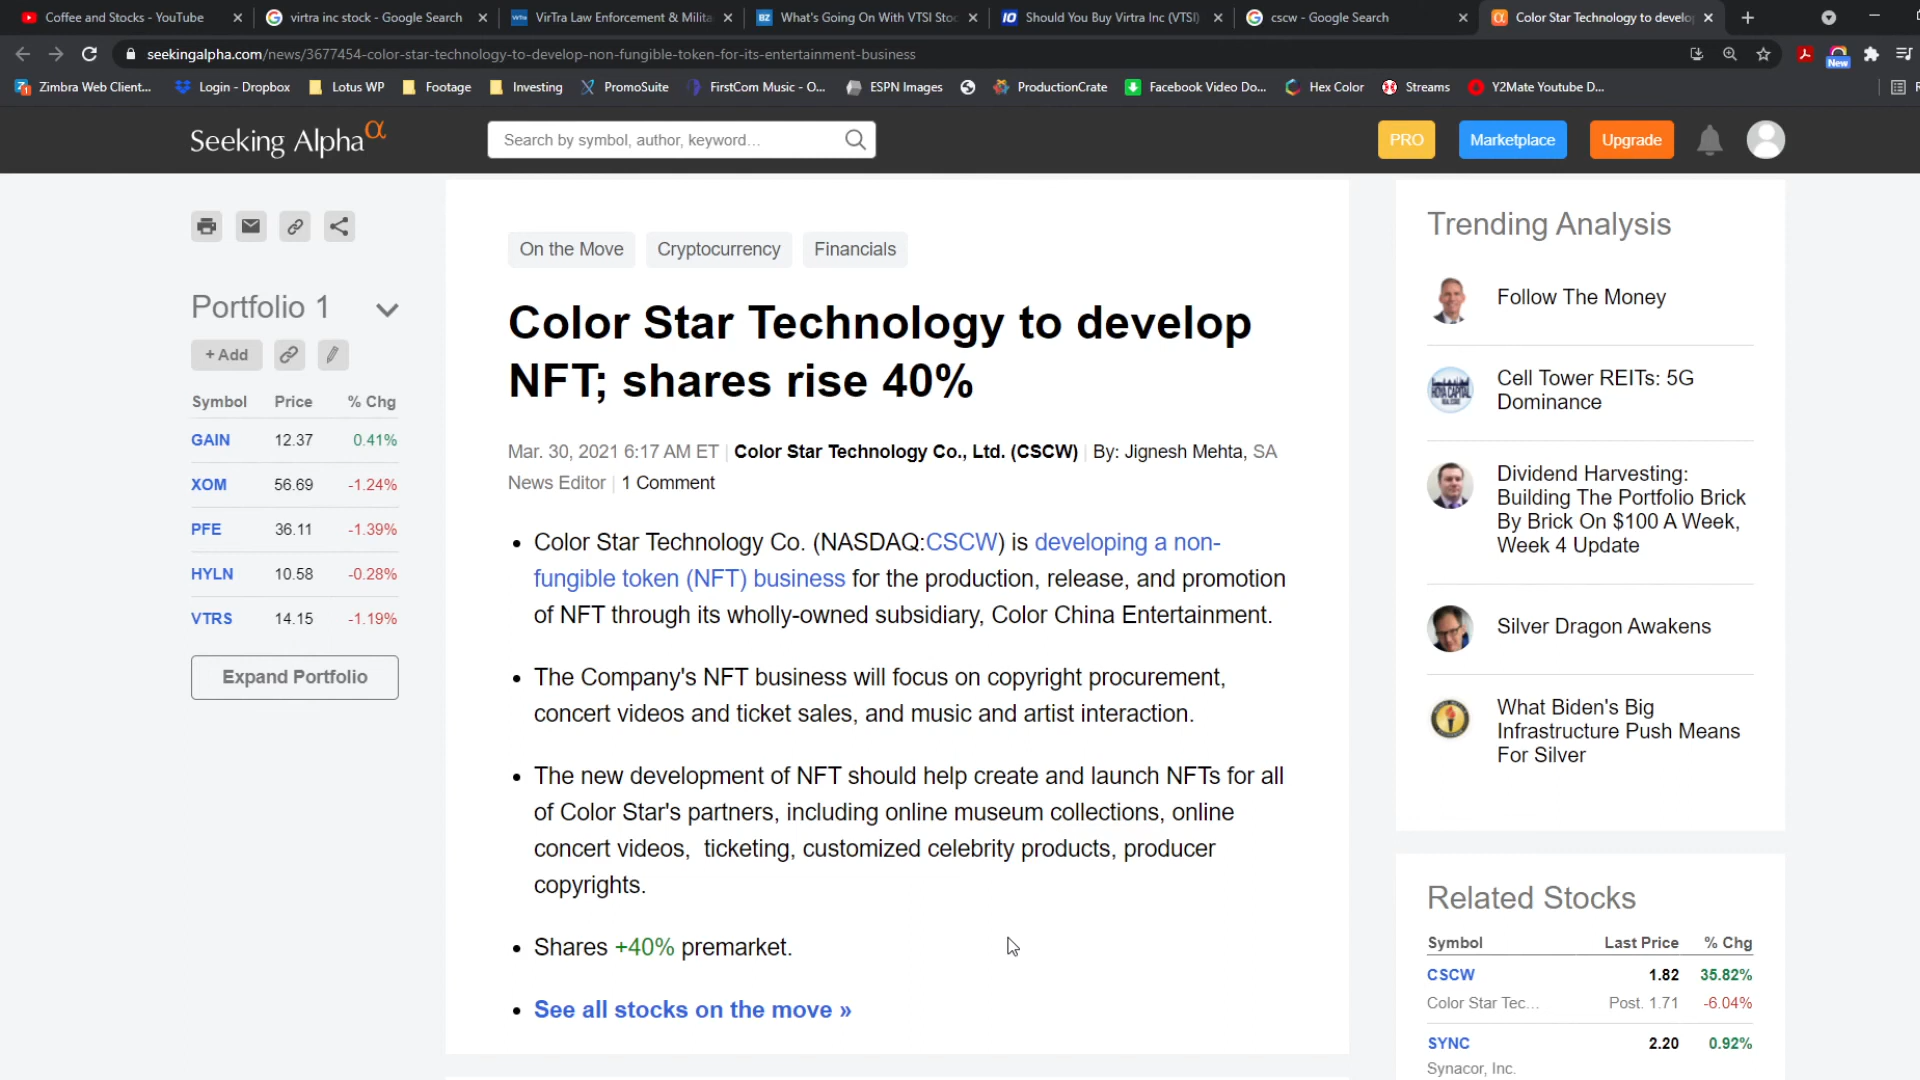 Coffee and Stocks - YouTube
virtra inc stock - Google Search
VirTra Law Enforcement & Milita
What's Going On With VTSI Sto
Should You Buy Virtra Inc (VTSI)
cscw - Google Search
Color Star Technology to develop
seekingalpha.com/news/3677454-color-star-technology-to-develop-non-fungible-token-for-its-entertainment-business
New
Zimbra Web Client...
Login - Dropbox
Lotus WP
Footage
Investing
PromoSuite
FirstCom Music - O...
ESPN Images
ProductionCrate
Facebook Video Do...
Hex Color
Streams
Y2Mate Youtube D...
Seeking Alpha α
Search by symbol, author, keyword...
PRO
Marketplace
Upgrade
Portfolio 1
+ Add
Symbol Price % Chg
GAIN 12.37 0.41%
XOM 56.69 -1.24%
PFE 36.11 -1.39%
HYLN 10.58 -0.28%
VTRS 14.15 -1.19%
Expand Portfolio
On the Move Cryptocurrency Financials
Color Star Technology to develop
NFT; shares rise 40%
Mar. 30, 2021 6:17 AM ET | Color Star Technology Co., Ltd. (CSCW) | By: Jignesh Mehta, SA
News Editor | 1 Comment
• Color Star Technology Co. (NASDAQ:CSCW) is developing a non-
fungible token (NFT) business for the production, release, and promotion
of NFT through its wholly-owned subsidiary, Color China Entertainment.
• The Company's NFT business will focus on copyright procurement,
concert videos and ticket sales, and music and artist interaction.
• The new development of NFT should help create and launch NFTs for all
of Color Star's partners, including online museum collections, online
concert videos, ticketing, customized celebrity products, producer
copyrights.
• Shares +40% premarket.
• See all stocks on the move »
Trending Analysis
Follow The Money
Cell Tower REITs: 5G
Dominance
Dividend Harvesting:
Building The Portfolio Brick
By Brick On $100 A Week,
Week 4 Update
Silver Dragon Awakens
What Biden's Big
Infrastructure Push Means
For Silver
Related Stocks
Symbol Last Price % Chg
CSCW 1.82 35.82%
Color Star Tec... Post. 1.71 -6.04%
SYNC 2.20 0.92%
Synacor, Inc.